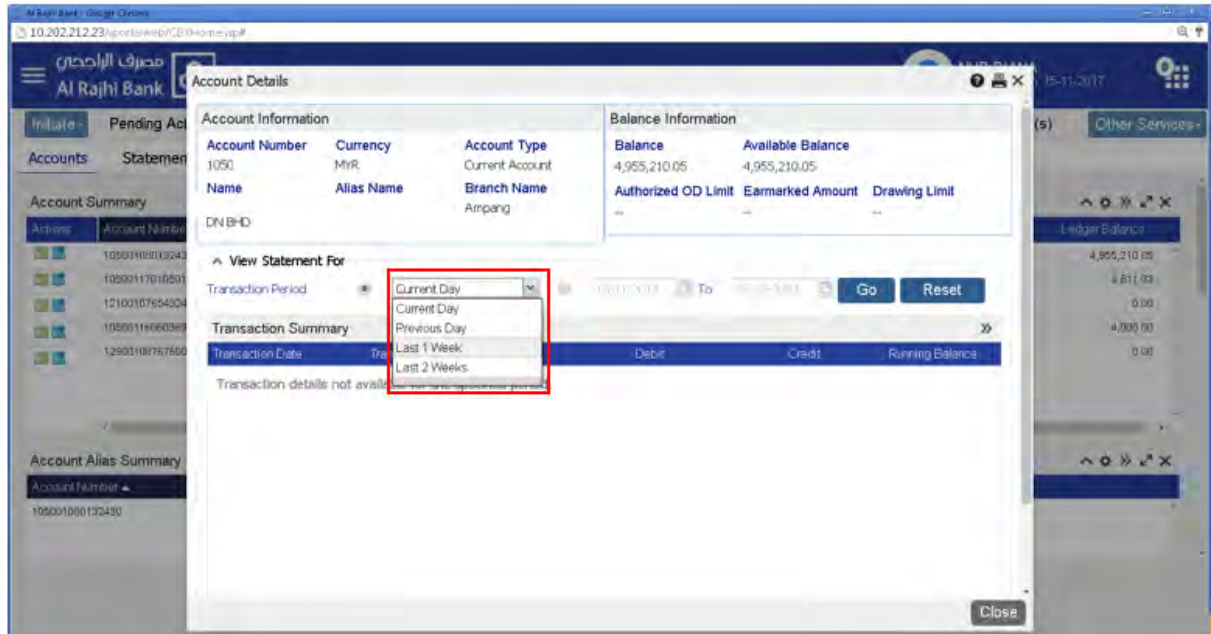 Al Rajhi Bank - Google Chrome
10.202.212.23
مصرف الراجحي
Al Rajhi Bank
15-11-2017
Initiate
Pending Act
(s)
Other Services
Accounts
Statemen
Account Details
Account Information
Balance Information
Account Number Currency Account Type
Balance Available Balance
1050 MYR Current Account
4,955,210.05 4,955,210.05
Name Alias Name Branch Name
Authorized OD Limit Earmarked Amount Drawing Limit
DN BHD Ampang
-- -- --
View Statement For
Transaction Period Current Day To Go Reset
Current Day
Previous Day
Last 1 Week
Last 2 Weeks
Transaction Summary
Transaction Date Debit Credit Running Balance
Transaction details not
Close
Account Summary
Actions Account Numbe Ledger Balance
4,955,210.05
0.00
4,000.00
0.00
Account Alias Summary
Account Number